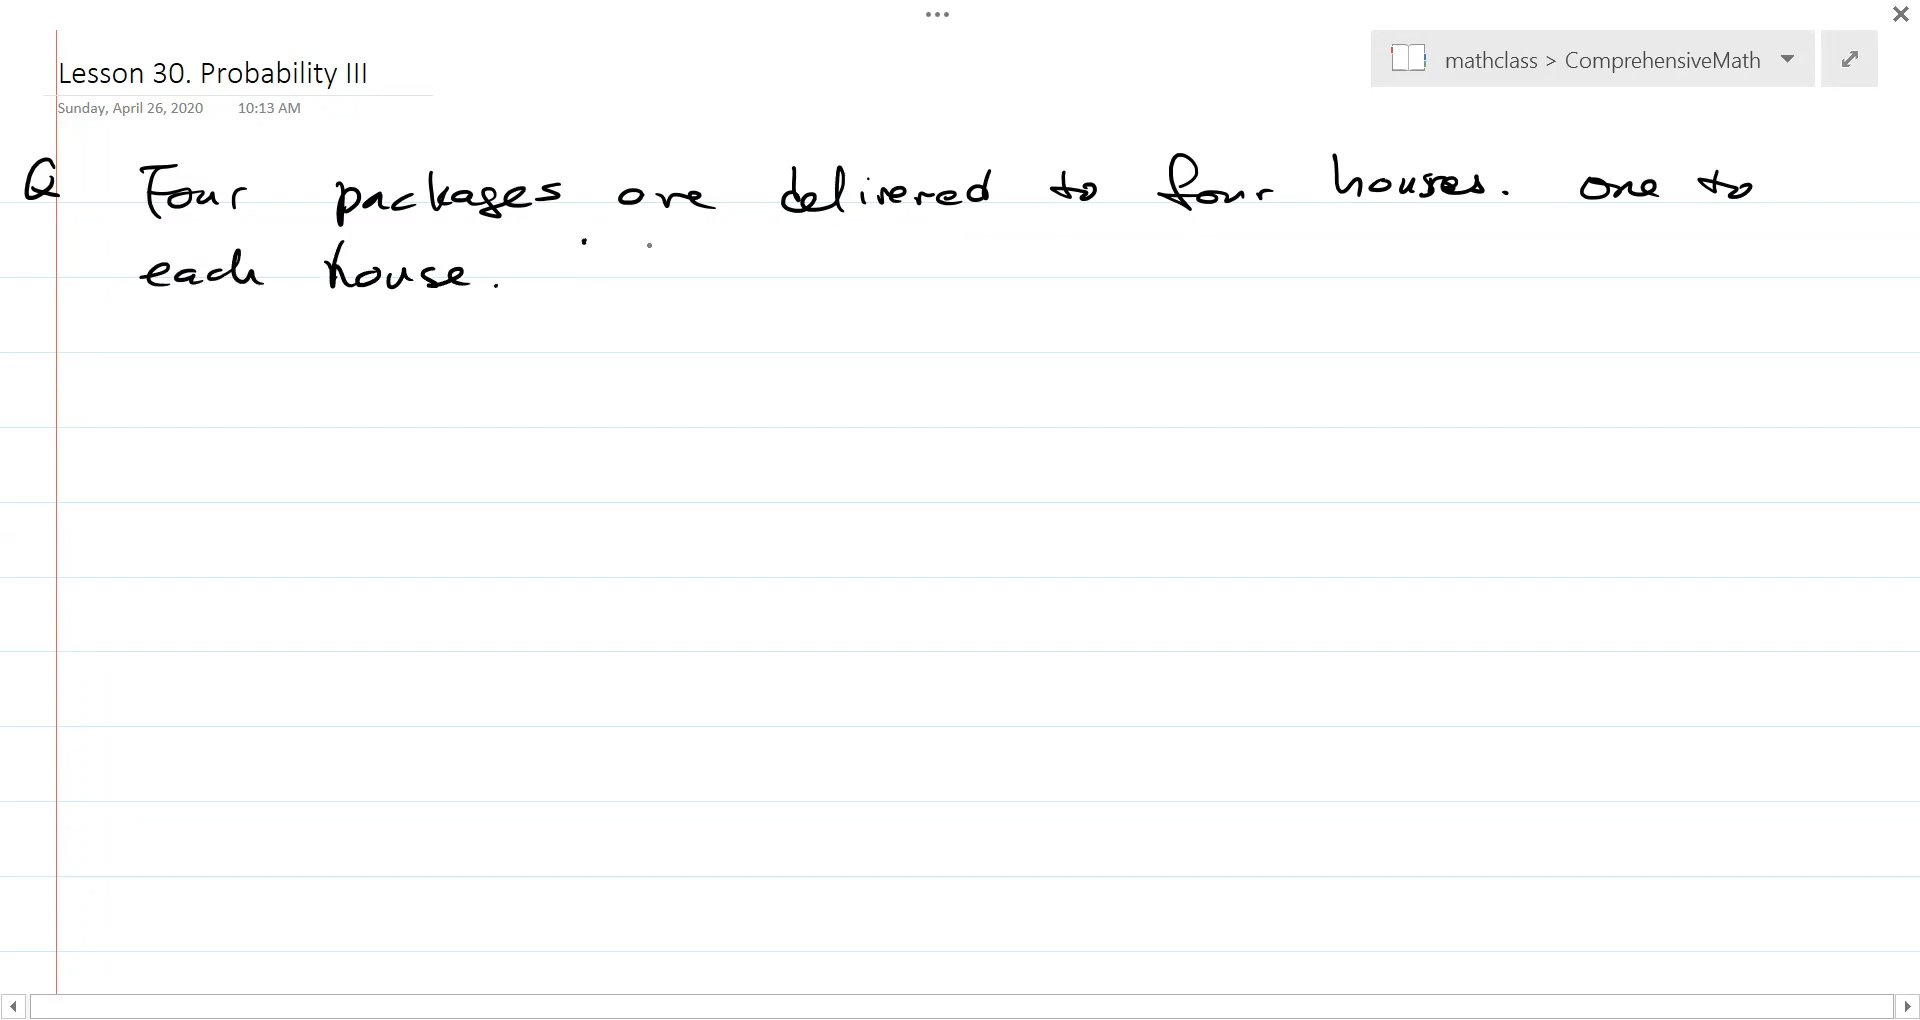 mathclass > ComprehensiveMath
Lesson 30. Probability III
Sunday, April 26, 2020 10:13 AM
Q Four packages are delivered to four houses. one to
each house.